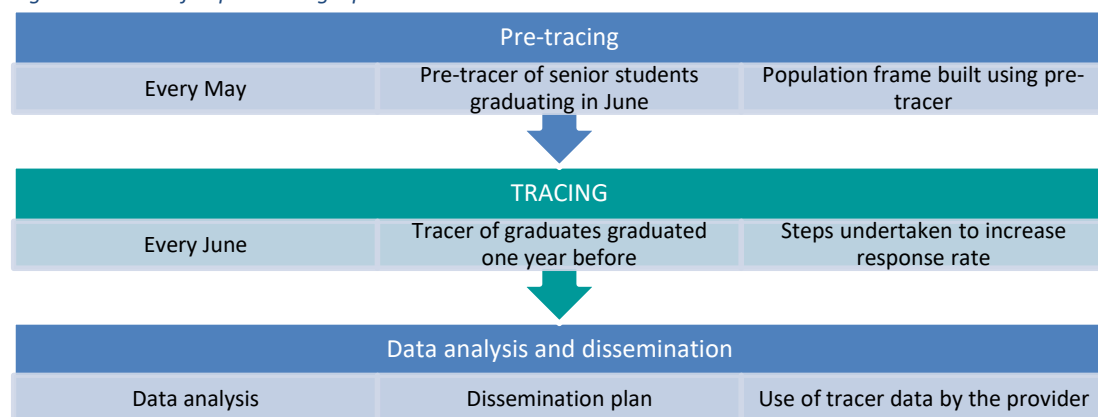 Pre-tracing
Every May
Pre-tracer of senior students
graduating in June
Population frame built using pre-
tracer
TRACING
Every June
Tracer of graduates graduated
one year before
Steps undertaken to increase
response rate
Data analysis and dissemination
Data analysis
Dissemination plan
Use of tracer data by the provider